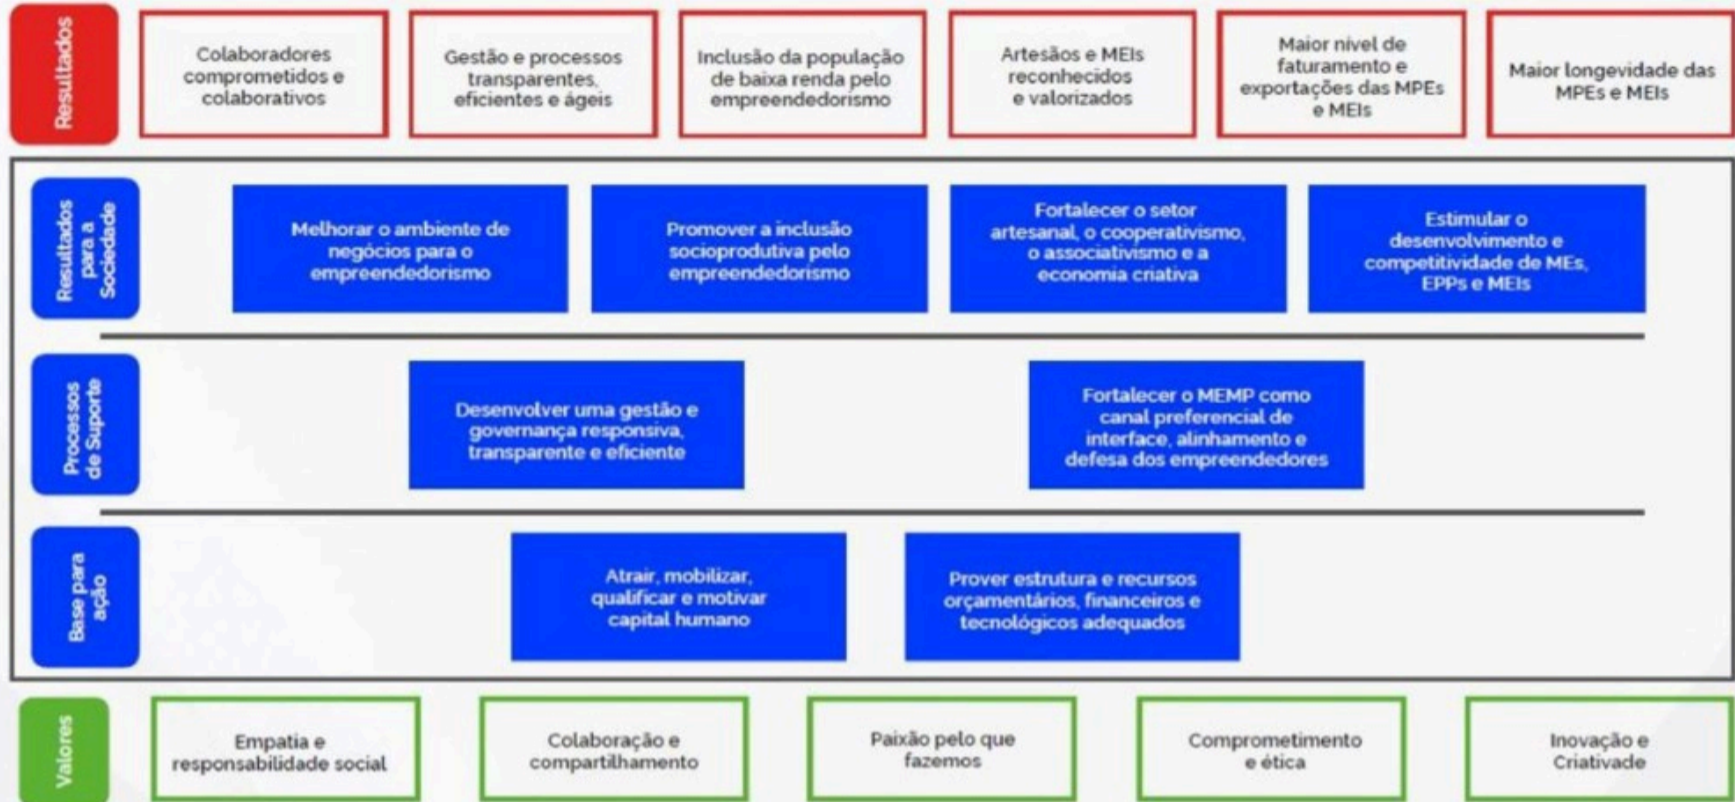 Resultados
Colaboradores
comprometidos e
colaborativos
Gestão e processos
transparentes,
eficientes e ágeis
Inclusão da população
de baixa renda pelo
empreendedorismo
Artesãos e MEIs
reconhecidos
e valorizados
Maior nível de
faturamento e
exportações das MPEs
e MEIs
Maior longevidade das
MPEs e MEIs
Resultados
para a
Sociedade
Melhorar o ambiente de
negócios para o
empreendedorismo
Promover a inclusão
socioprodutiva pelo
empreendedorismo
Fortalecer o setor
artesanal, o cooperativismo,
o associativismo e a
economia criativa
Estimular o
desenvolvimento e
competitividade de MEs,
EPPs e MEIs
Processos
de Suporte
Desenvolver uma gestão e
governança responsiva,
transparente e eficiente
Fortalecer o MEMP como
canal preferencial de
interface, alinhamento e
defesa dos empreendedores
Base para
ação
Atrair, mobilizar,
qualificar e motivar
capital humano
Prover estrutura e recursos
orçamentários, financeiros e
tecnológicos adequados
Valores
Empatia e
responsabilidade social
Colaboração e
compartilhamento
Paixão pelo que
fazemos
Comprometimento
e ética
Inovação e
Criativade